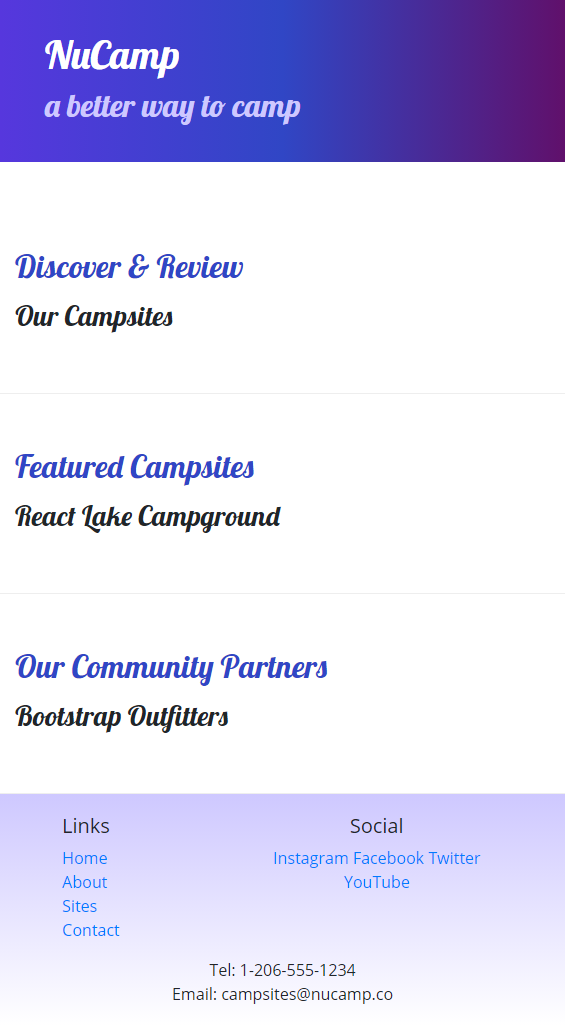 NuCamp
a better way to camp
Discover & Review
Our Campsites
Featured Campsites
React Lake Campground
Our Community Partners
Bootstrap Outfitters
Links
Home
About
Sites
Contact
Social
Instagram Facebook Twitter
YouTube
Tel: 1-206-555-1234
Email: campsites@nucamp.co